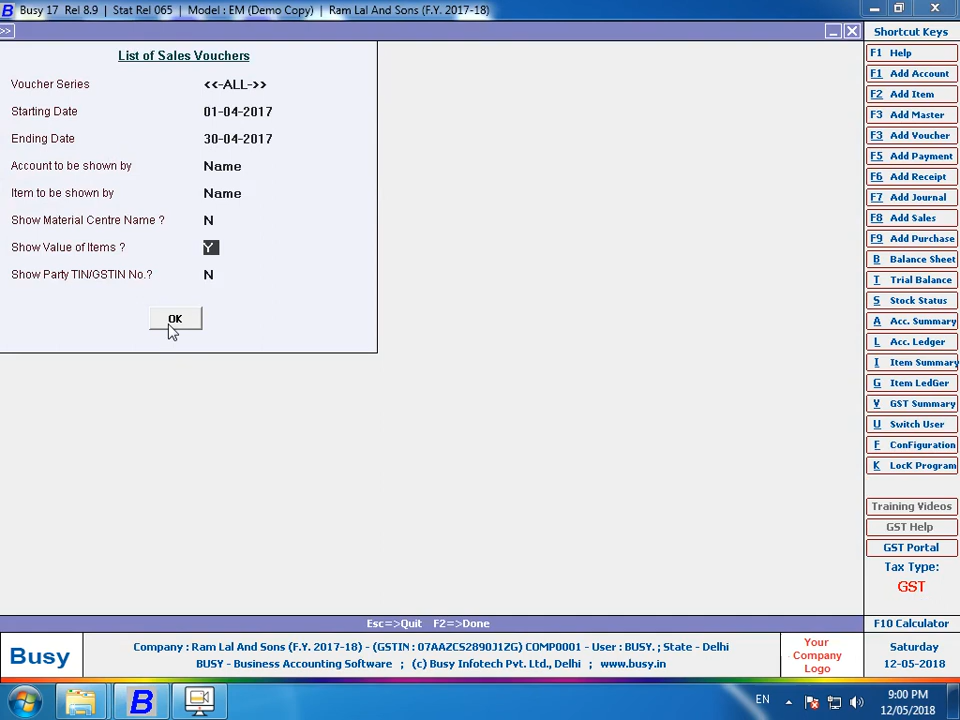 Busy 17 Rel 8.9 | Stat Rel 065 | Model : EM (Demo Copy) | Ram Lal And Sons (F.Y. 2017-18)
>>
List of Sales Vouchers
Voucher Series <<-ALL->>
Starting Date 01-04-2017
Ending Date 30-04-2017
Account to be shown by Name
Item to be shown by Name
Show Material Centre Name ? N
Show Value of Items ? Y
Show Party TIN/GSTIN No.? N
OK
Shortcut Keys
F1 Help
F1 Add Account
F2 Add Item
F3 Add Master
F3 Add Voucher
F5 Add Payment
F6 Add Receipt
F7 Add Journal
F8 Add Sales
F9 Add Purchase
B Balance Sheet
T Trial Balance
S Stock Status
A Acc. Summary
L Acc. Ledger
I Item Summary
G Item LedGer
Y GST Summary
U Switch User
F ConFiguration
K LocK Program
Training Videos
GST Help
GST Portal
Tax Type:
GST
Esc=>Quit F2=>Done
F10 Calculator
Busy
Company : Ram Lal And Sons (F.Y. 2017-18) - (GSTIN : 07AAZCS2890J1ZG) COMP0001 - User : BUSY. ; State - Delhi
BUSY - Business Accounting Software ; (c) Busy Infotech Pvt. Ltd., Delhi ; www.busy.in
Your
Company
Logo
Saturday
12-05-2018
EN
9:00 PM
12/05/2018